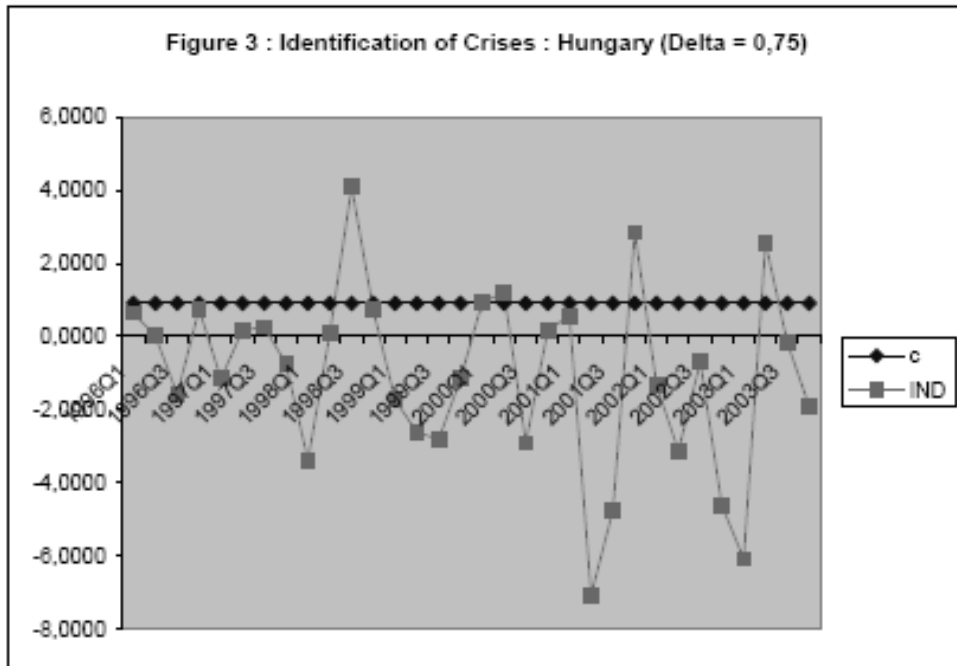 Figure 3 : Identification of Crises : Hungary (Delta = 0,75)
6,0000
4,0000
2,0000
0,0000
-2,0000
-4,0000
-6,0000
-8,0000
1996Q1
1996Q3
1997Q1
1997Q3
1998Q1
1998Q3
1999Q1
1999Q3
2000Q1
2000Q3
2001Q1
2001Q3
2002Q1
2002Q3
2003Q1
2003Q3
c
IND